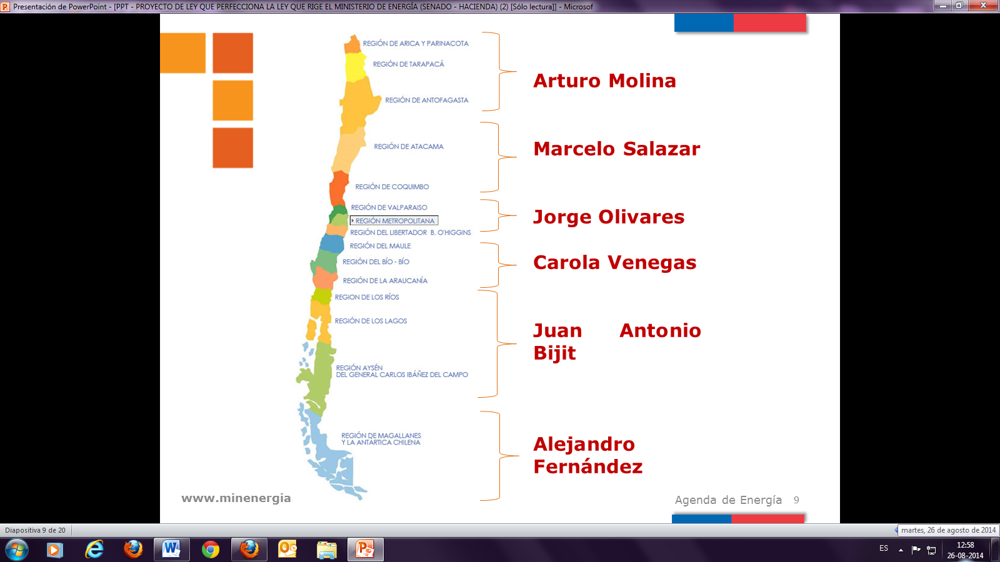 Presentación de PowerPoint - [PPT - PROYECTO DE LEY QUE PERFECCIONA LA LEY QUE RIGE EL MINISTERIO DE ENERGÍA (SENADO - HACIENDA) (2) [Sólo lectura]] - Microsof
REGIÓN DE ARICA Y PARINACOTA
REGIÓN DE TARAPACÁ
Arturo Molina
REGIÓN DE ANTOFAGASTA
REGIÓN DE ATACAMA
Marcelo Salazar
REGIÓN DE COQUIMBO
REGIÓN DE VALPARAISO
REGIÓN METROPOLITANA
Jorge Olivares
REGIÓN DEL LIBERTADOR B. O'HIGGINS
REGIÓN DEL MAULE
REGIÓN DEL BÍO - BÍO
Carola Venegas
REGIÓN DE LA ARAUCANÍA
REGION DE LOS RÍOS
REGIÓN DE LOS LAGOS
Juan Antonio
Bijit
REGIÓN AYSÉN
DEL GENERAL CARLOS IBÁÑEZ DEL CAMPO
REGIÓN DE MAGALLANES
Y LA ANTÁRTICA CHILENA
Alejandro
Fernández
www.minenergia
Agenda de Energía 9
Diapositiva 9 de 20
martes, 26 de agosto de 2014
ES
12:58
26-08-2014